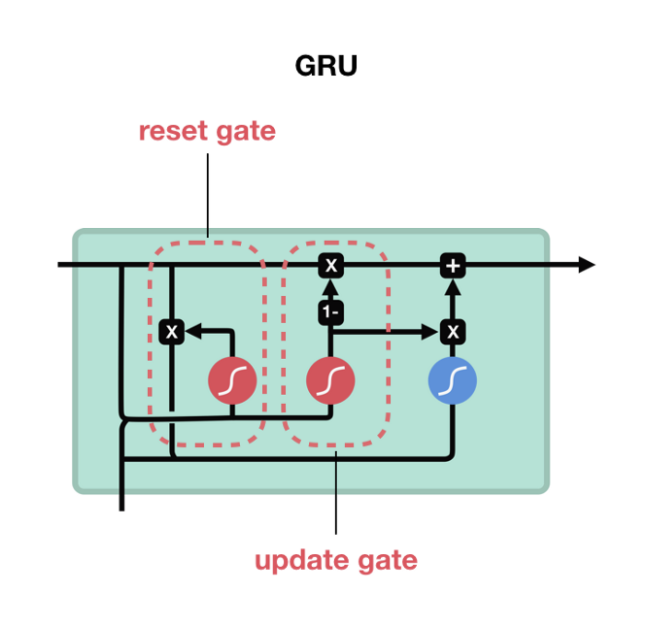 GRU
reset gate
X
+
1-
X
X
update gate